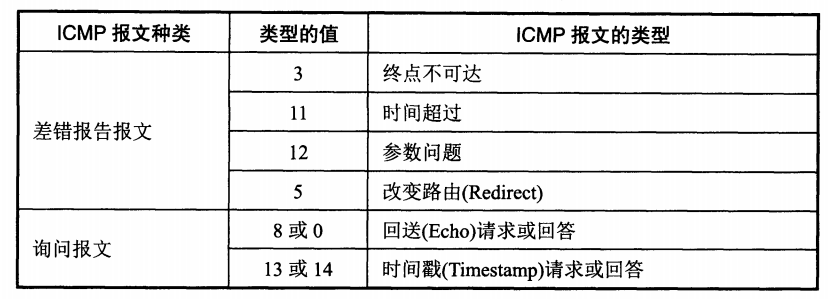 ICMP 报文种类 类型的值 ICMP 报文的类型
差错报告报文 3 终点不可达
11 时间超过
12 参数问题
5 改变路由(Redirect)
询问报文 8 或 0 回送(Echo)请求或回答
13 或 14 时间戳(Timestamp)请求或回答